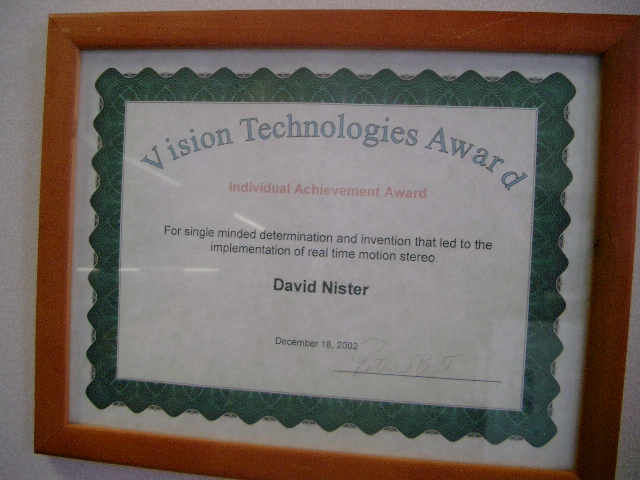 Vision Technologies Award
Individual Achievement Award
For single minded determination and invention that led to the
implementation of real time motion stereo.
David Nister
December 18, 2002